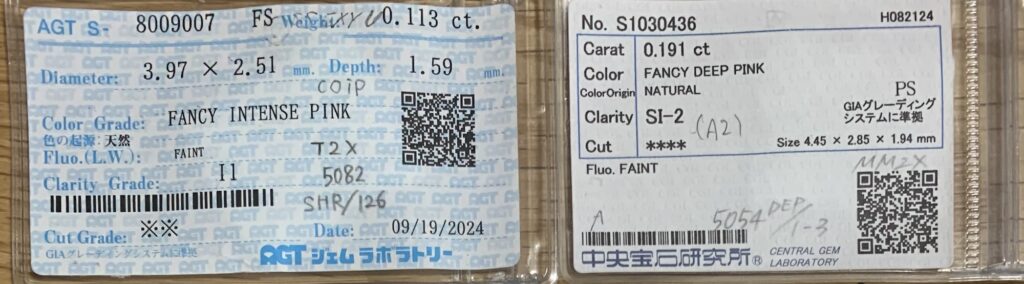 AGT S- 8009007 FS Weight: 0.113 ct.
Diameter: 3.97 × 2.51 mm. Depth: 1.59 mm.
COIP
Color Grade: FANCY INTENSE PINK
色の起源: 天然
Fluo.(L.W.): FAINT T2X
Clarity Grade: I1 5082
SHR/126
Cut Grade: ※※ Date: 09/19/2024
GIAグレーディングシステムに準拠 AGT ジェム ラボラトリー
No. S1030436 H082124
Carat 0.191 ct
Color FANCY DEEP PINK
ColorOrigin NATURAL PS
GIAグレーディング
システムに準拠
Clarity SI-2 (A2)
Cut **** Size 4.45 × 2.85 × 1.94 mm
Fluo. FAINT MM2X
A 5054 DEP/1-3
中央宝石研究所® CENTRAL GEM
LABORATORY